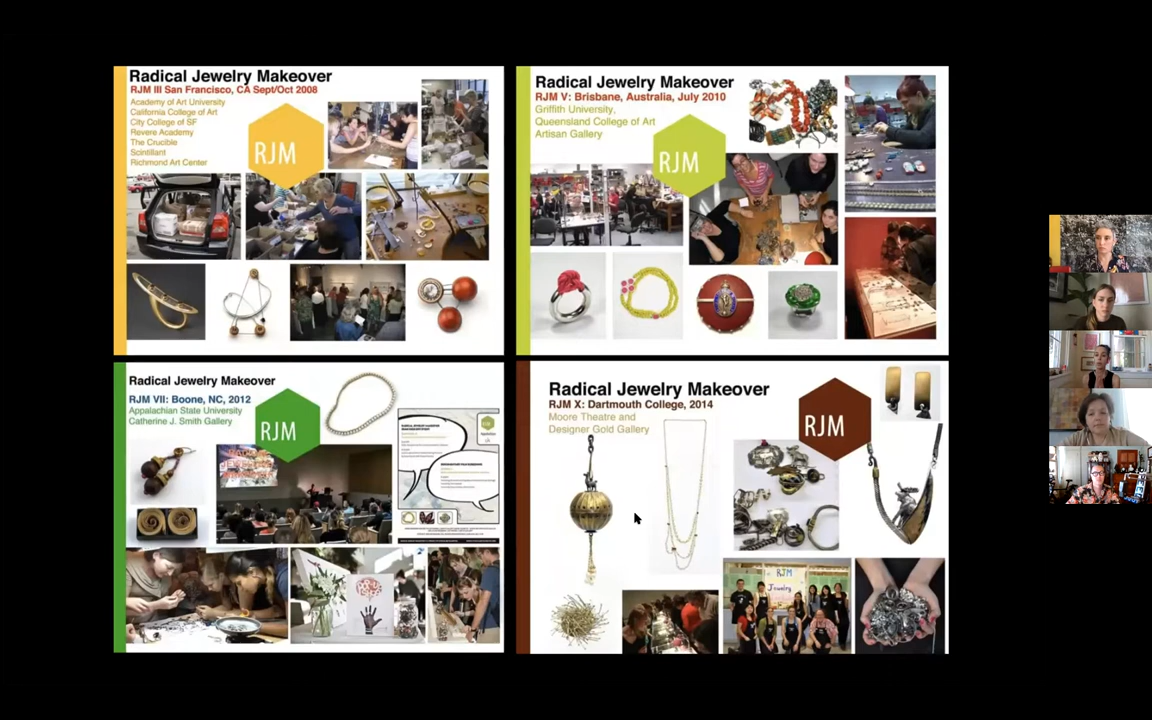 Radical Jewelry Makeover
RJM III San Francisco, CA Sept/Oct 2008
Academy of Art University
California College of Art
City College of SF
Revere Academy
The Crucible
Scintillant
Richmond Art Center
RJM
Radical Jewelry Makeover
RJM V: Brisbane, Australia, July 2010
Griffith University,
Queensland College of Art
Artisan Gallery
RJM
Radical Jewelry Makeover
RJM VII: Boone, NC, 2012
Appalachian State University
Catherine J. Smith Gallery
RJM
Radical Jewelry Makeover
RJM X: Dartmouth College, 2014
Moore Theatre and
Designer Gold Gallery
RJM
RJM
Jewelry